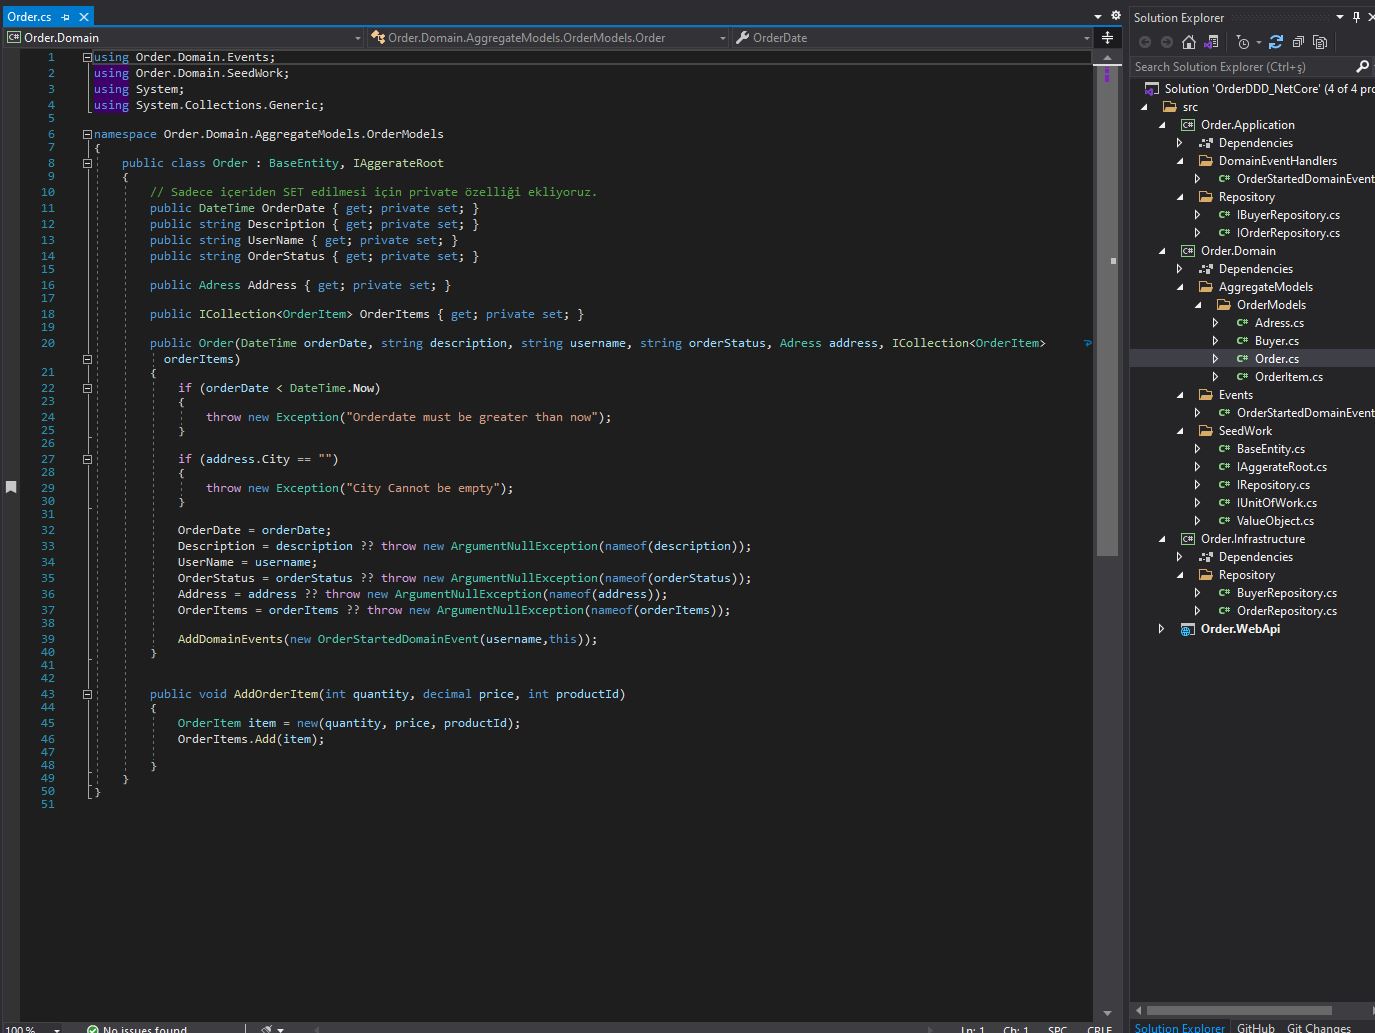 Order.cs
Order.Domain
Order.Domain.AggregateModels.OrderModels.Order
OrderDate
1 using Order.Domain.Events;
2 using Order.Domain.SeedWork;
3 using System;
4 using System.Collections.Generic;
5
6 namespace Order.Domain.AggregateModels.OrderModels
7 {
8 public class Order : BaseEntity, IAggerateRoot
9 {
10 // Sadece içeriden SET edilmesi için private özelliği ekliyoruz.
11 public DateTime OrderDate { get; private set; }
12 public string Description { get; private set; }
13 public string UserName { get; private set; }
14 public string OrderStatus { get; private set; }
15
16 public Adress Address { get; private set; }
17
18 public ICollection<OrderItem> OrderItems { get; private set; }
19
20 public Order(DateTime orderDate, string description, string username, string orderStatus, Adress address, ICollection<OrderItem>
orderItems)
21 {
22 if (orderDate < DateTime.Now)
23 {
24 throw new Exception("Orderdate must be greater than now");
25 }
26
27 if (address.City == "")
28 {
29 throw new Exception("City Cannot be empty");
30 }
31
32 OrderDate = orderDate;
33 Description = description ?? throw new ArgumentNullException(nameof(description));
34 UserName = username;
35 OrderStatus = orderStatus ?? throw new ArgumentNullException(nameof(orderStatus));
36 Address = address ?? throw new ArgumentNullException(nameof(address));
37 OrderItems = orderItems ?? throw new ArgumentNullException(nameof(orderItems));
38
39 AddDomainEvents(new OrderStartedDomainEvent(username,this));
40 }
41
42
43 public void AddOrderItem(int quantity, decimal price, int productId)
44 {
45 OrderItem item = new(quantity, price, productId);
46 OrderItems.Add(item);
47
48 }
49 }
50 }
51
100 %
No issues found
Ln: 1 Ch: 1 SPC CRLF
Solution Explorer
Search Solution Explorer (Ctrl+ş)
Solution 'OrderDDD_NetCore' (4 of 4 pro
src
C# Order.Application
Dependencies
DomainEventHandlers
C# OrderStartedDomainEvent
Repository
C# IBuyerRepository.cs
C# IOrderRepository.cs
C# Order.Domain
Dependencies
AggregateModels
OrderModels
C# Adress.cs
C# Buyer.cs
C# Order.cs
C# OrderItem.cs
Events
C# OrderStartedDomainEvent
SeedWork
C# BaseEntity.cs
C# IAggerateRoot.cs
C# IRepository.cs
C# IUnitOfWork.cs
C# ValueObject.cs
C# Order.Infrastructure
Dependencies
Repository
C# BuyerRepository.cs
C# OrderRepository.cs
Order.WebApi
Solution Explorer GitHub Git Changes